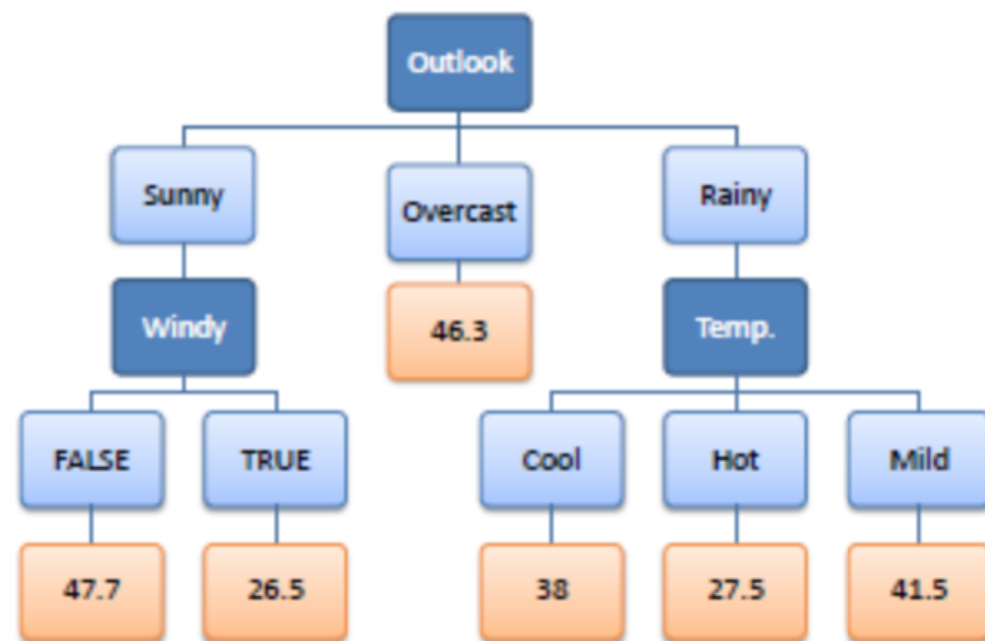 Outlook
Sunny
Overcast
Rainy
Windy
46.3
Temp.
FALSE
TRUE
Cool
Hot
Mild
47.7
26.5
38
27.5
41.5